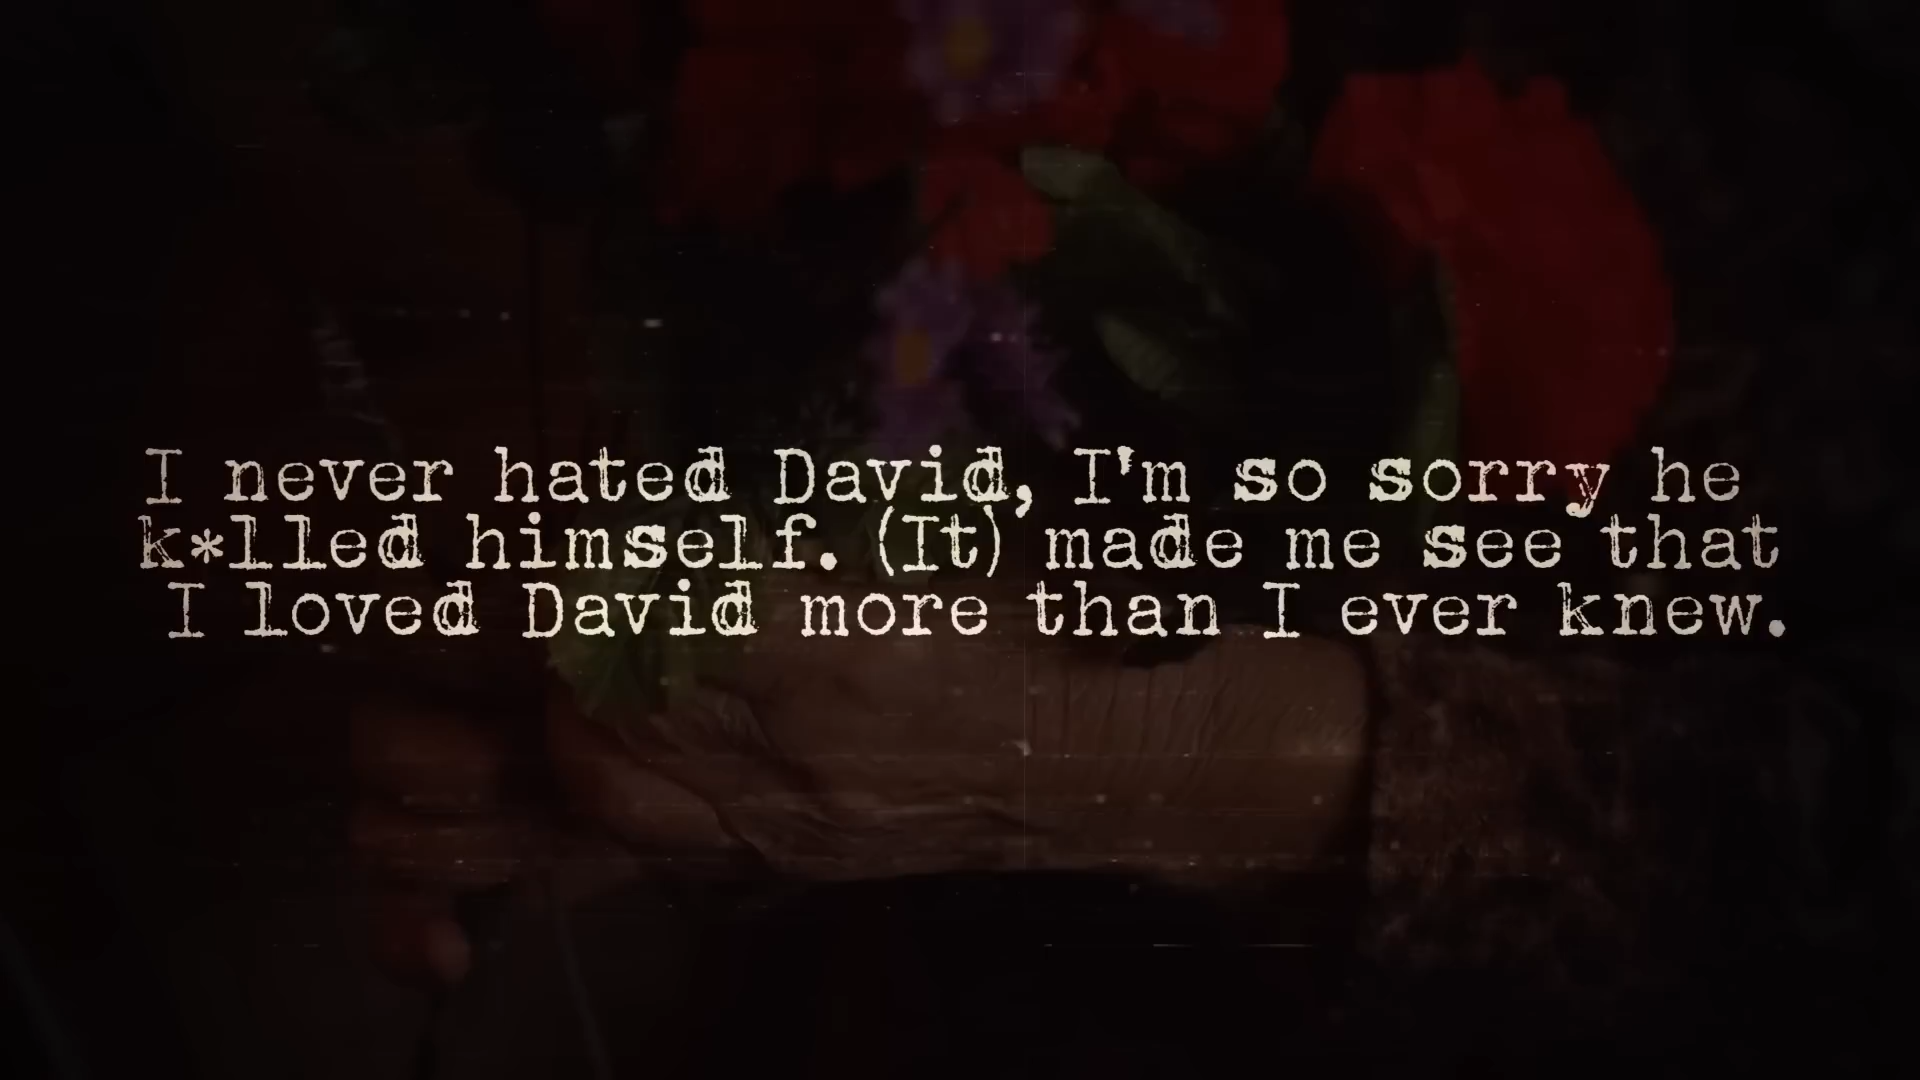 I never hated David, I'm so sorry he
k*lled himself. (It) made me see that
I loved David more than I ever knew.